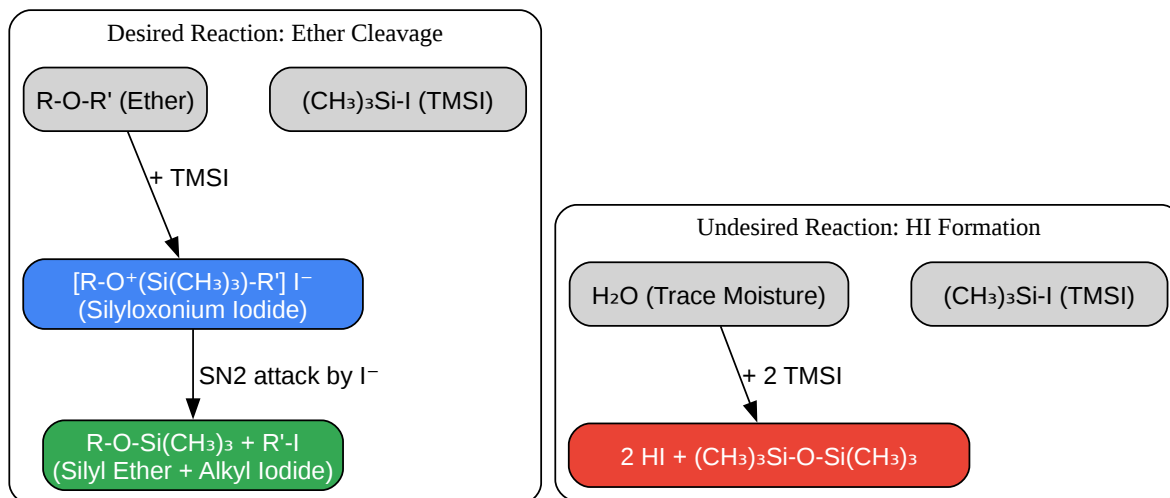 Desired Reaction: Ether Cleavage
R-O-R' (Ether)
(CH₃)₃Si-I (TMSI)
+ TMSI
[R-O⁺(Si(CH₃)₃)-R'] I⁻
(Silyloxonium Iodide)
SN2 attack by I⁻
R-O-Si(CH₃)₃ + R'-I
(Silyl Ether + Alkyl Iodide)
Undesired Reaction: HI Formation
H₂O (Trace Moisture)
(CH₃)₃Si-I (TMSI)
+ 2 TMSI
2 HI + (CH₃)₃Si-O-Si(CH₃)₃